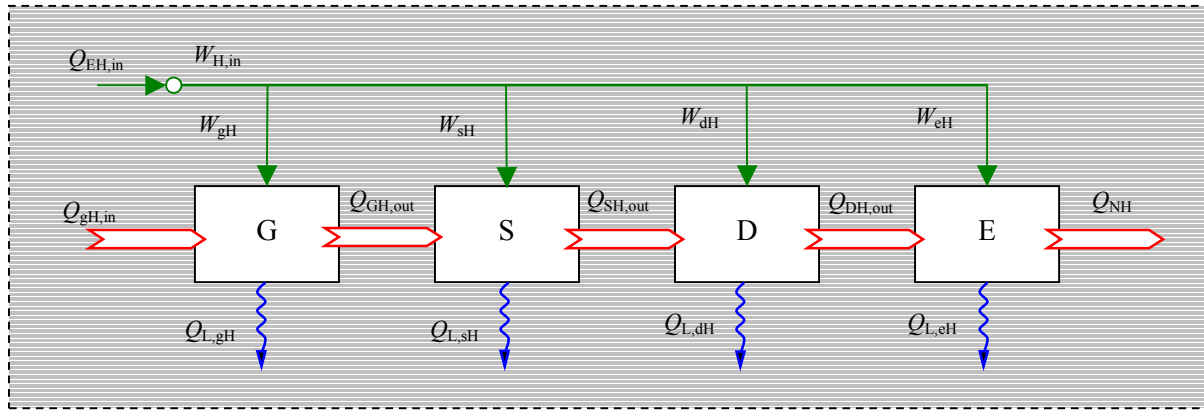 Q_EH,in
W_H,in
W_gH
W_sH
W_dH
W_eH
Q_gH,in
G
Q_GH,out
S
Q_SH,out
D
Q_DH,out
E
Q_NH
Q_L,gH
Q_L,sH
Q_L,dH
Q_L,eH